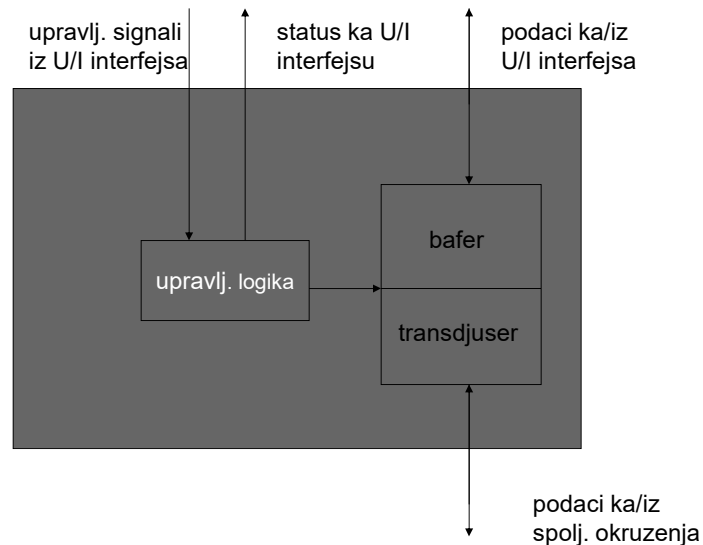 upravlj. signali
iz U/I interfejsa
status ka U/I
interfejsu
podaci ka/iz
U/I interfejsa
bafer
upravlj. logika
transdjuser
podaci ka/iz
spolj. okruzenja